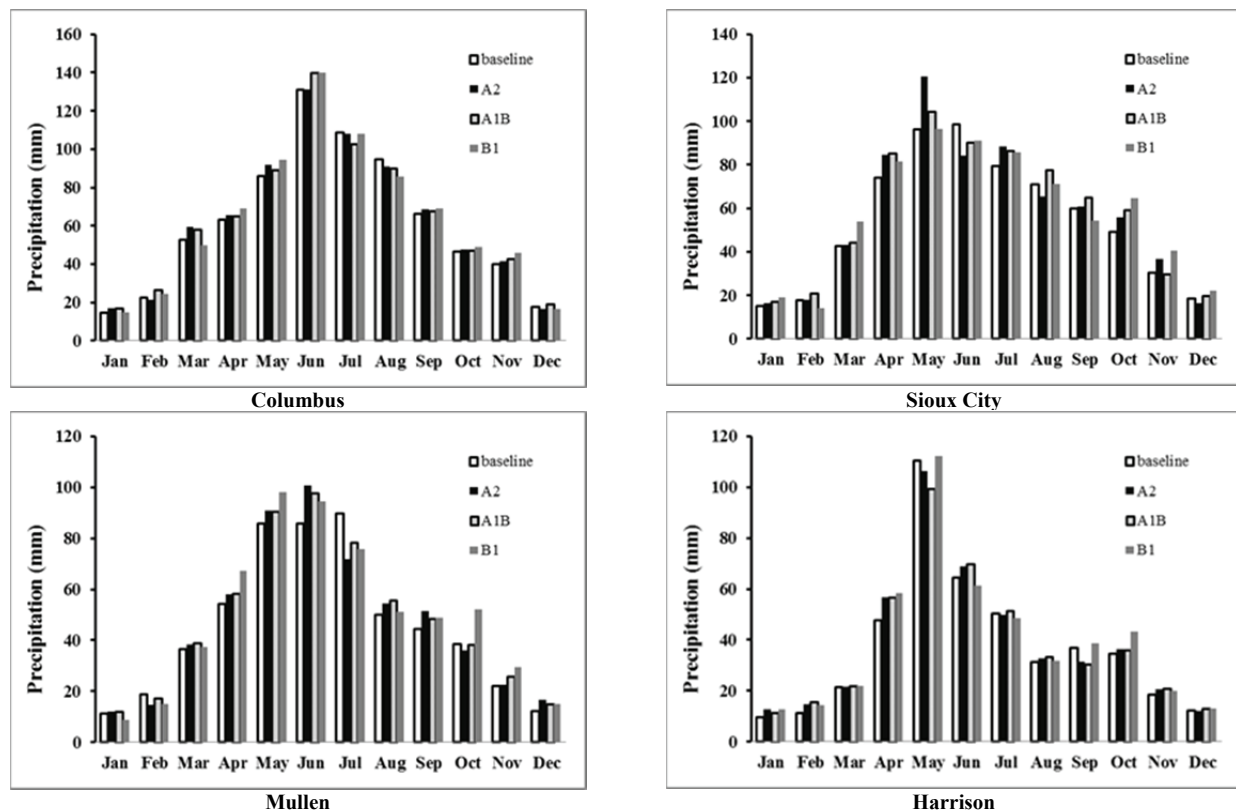 160
140
120
100
80
60
40
20
0
Precipitation (mm)
baseline
A2
A1B
B1
Jan Feb Mar Apr May Jun Jul Aug Sep Oct Nov Dec
Columbus
140
120
100
80
60
40
20
0
Precipitation (mm)
baseline
A2
A1B
B1
Jan Feb Mar Apr May Jun Jul Aug Sep Oct Nov Dec
Sioux City
120
100
80
60
40
20
0
Precipitation (mm)
baseline
A2
A1B
B1
Jan Feb Mar Apr May Jun Jul Aug Sep Oct Nov Dec
Mullen
120
100
80
60
40
20
0
Precipitation (mm)
baseline
A2
A1B
B1
Jan Feb Mar Apr May Jun Jul Aug Sep Oct Nov Dec
Harrison